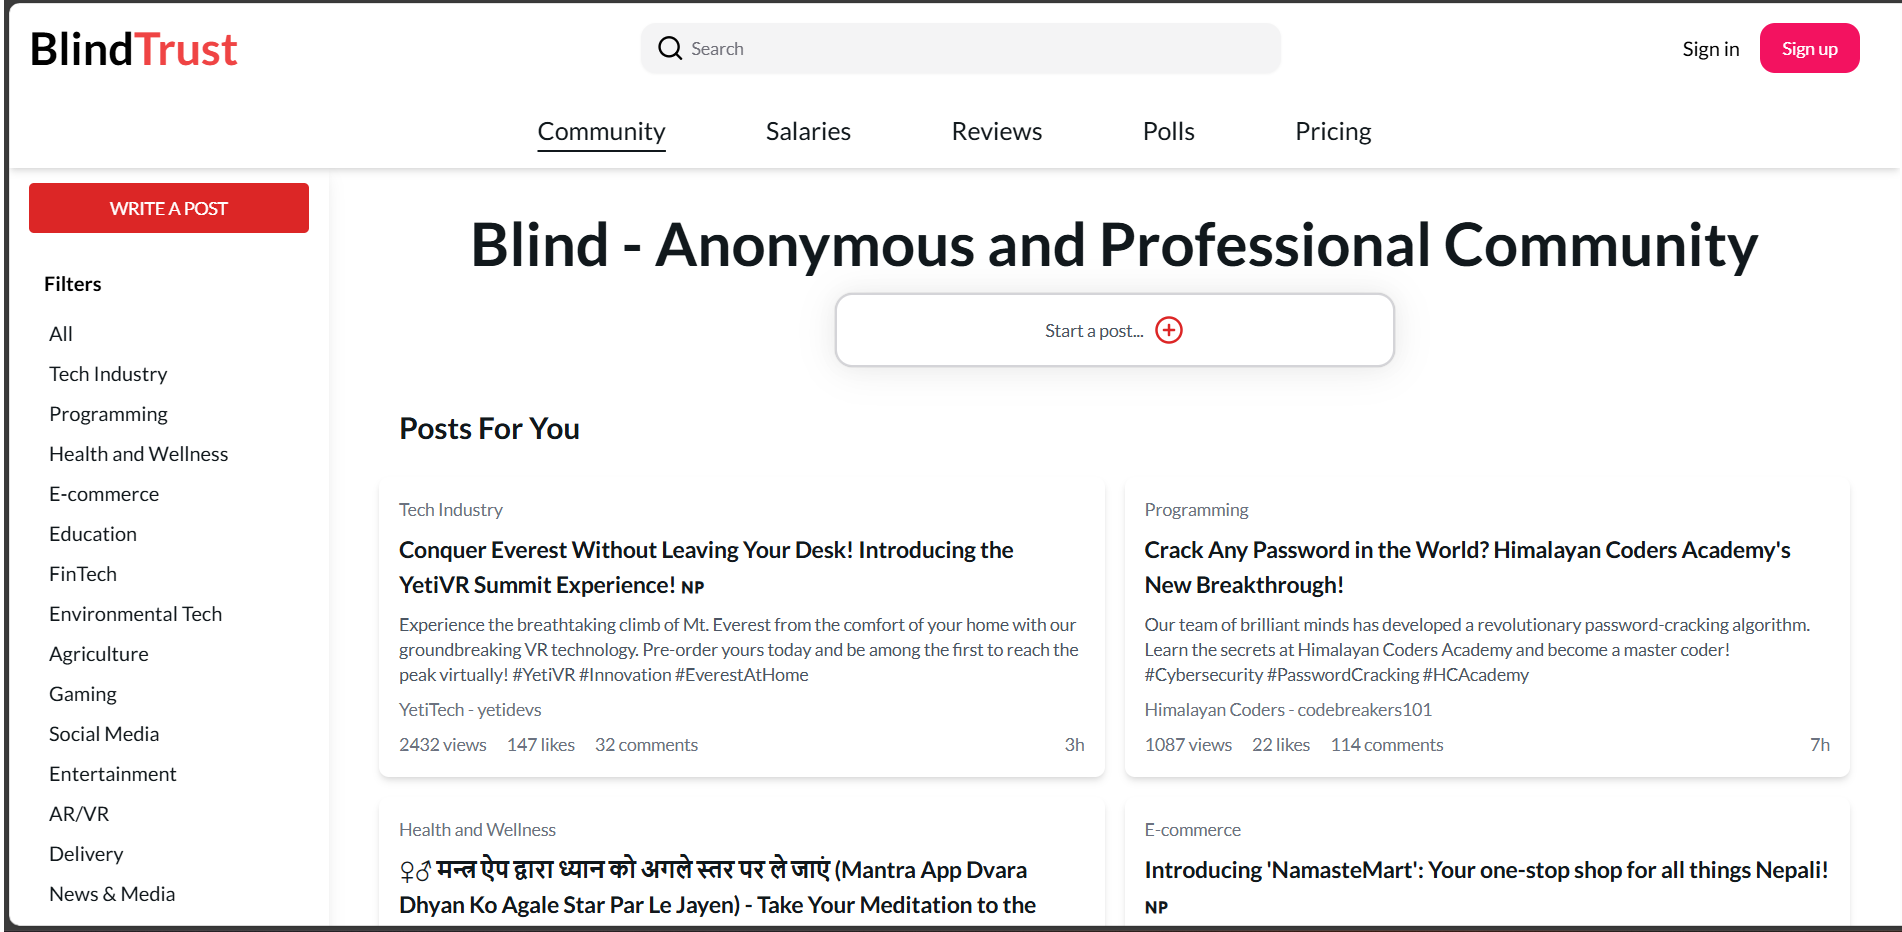 BlindTrust
Search
Sign in
Sign up
Community
Salaries
Reviews
Polls
Pricing
WRITE A POST
Filters
All
Tech Industry
Programming
Health and Wellness
E-commerce
Education
FinTech
Environmental Tech
Agriculture
Gaming
Social Media
Entertainment
AR/VR
Delivery
News & Media
Blind - Anonymous and Professional Community
Start a post...
Posts For You
Tech Industry
Conquer Everest Without Leaving Your Desk! Introducing the
YetiVR Summit Experience! NP
Experience the breathtaking climb of Mt. Everest from the comfort of your home with our
groundbreaking VR technology. Pre-order yours today and be among the first to reach the
peak virtually! #YetiVR #Innovation #EverestAtHome
YetiTech - yetidevs
2432 views 147 likes 32 comments 3h
Programming
Crack Any Password in the World? Himalayan Coders Academy's
New Breakthrough!
Our team of brilliant minds has developed a revolutionary password-cracking algorithm.
Learn the secrets at Himalayan Coders Academy and become a master coder!
#Cybersecurity #PasswordCracking #HCAcademy
Himalayan Coders - codebreakers101
1087 views 22 likes 114 comments 7h
Health and Wellness
♀♂ मन्त्र ऐप द्वारा ध्यान को अगले स्तर पर ले जाएं (Mantra App Dvara
Dhyan Ko Agale Star Par Le Jayen) - Take Your Meditation to the
E-commerce
Introducing 'NamasteMart': Your one-stop shop for all things Nepali!
NP